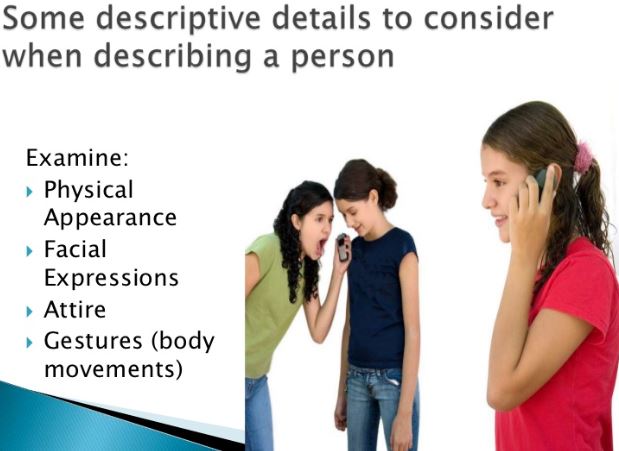 Some descriptive details to consider
when describing a person
Examine:
Physical
Appearance
Facial
Expressions
Attire
Gestures (body
movements)